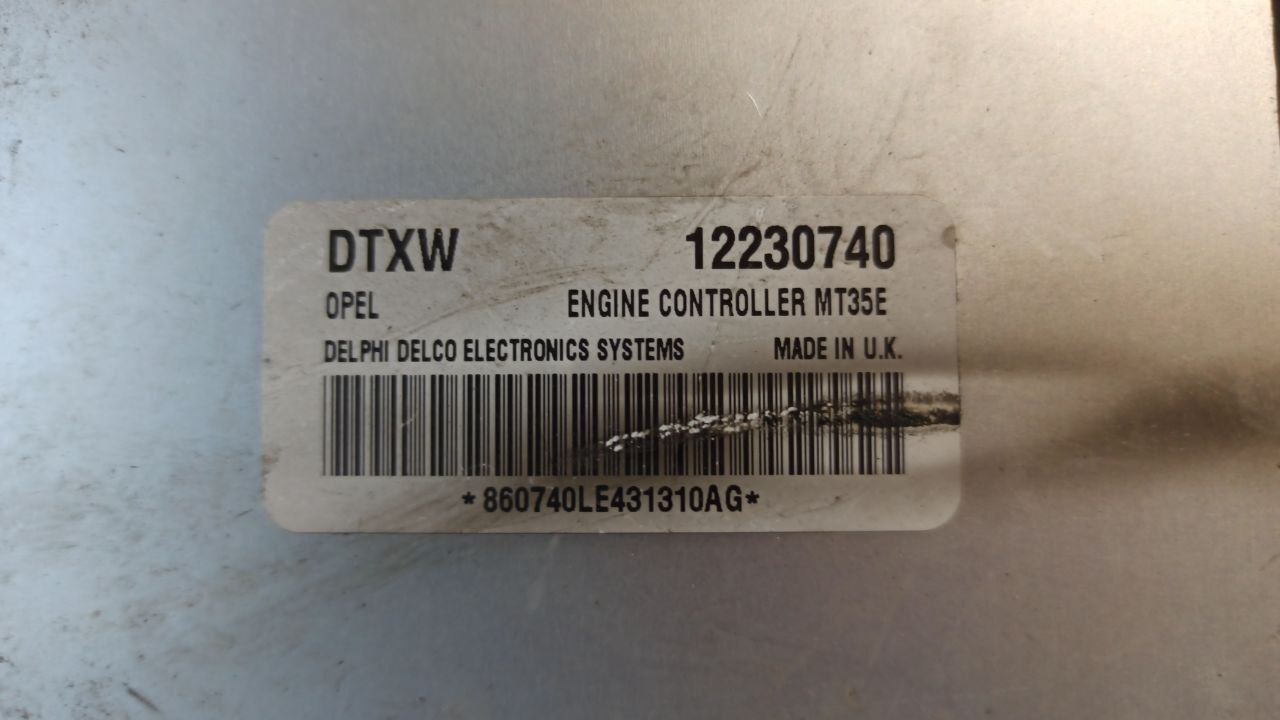 DTXW 12230740
OPEL ENGINE CONTROLLER MT35E
DELPHI DELCO ELECTRONICS SYSTEMS MADE IN U.K.
*860740LE431310AG*